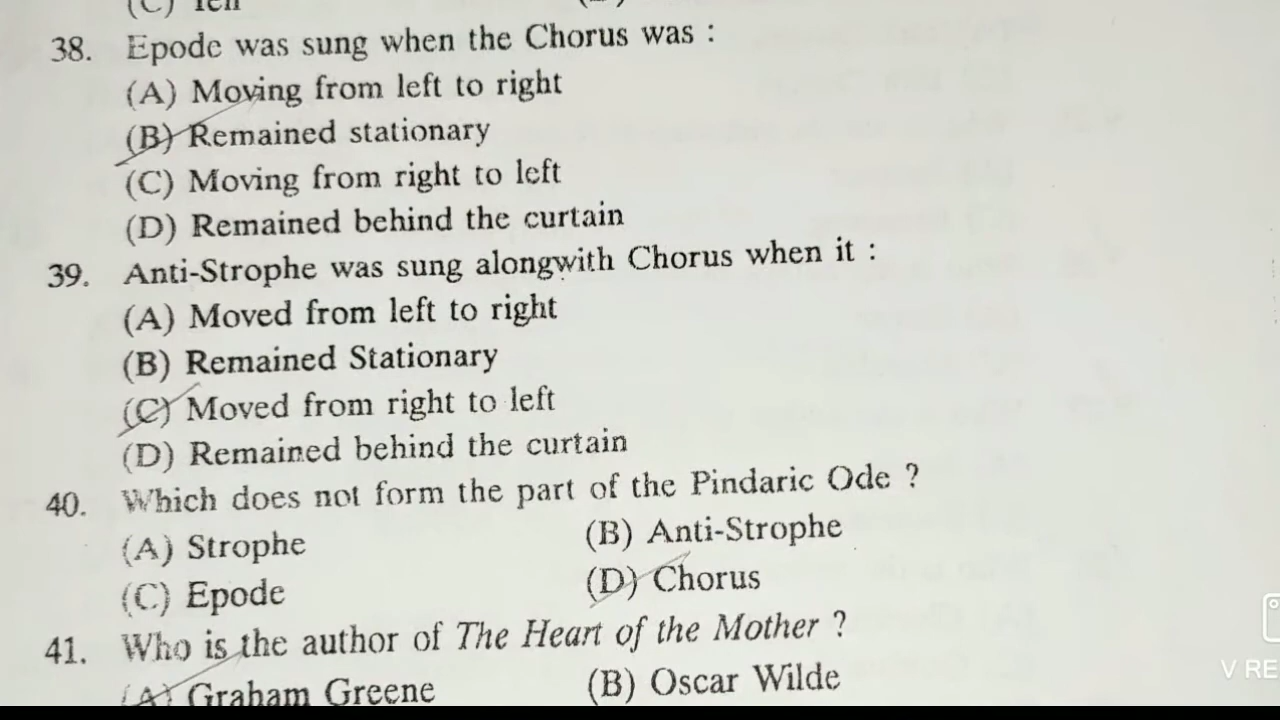 (C) Ten
38. Epode was sung when the Chorus was :
(A) Moving from left to right
(B) Remained stationary
(C) Moving from right to left
(D) Remained behind the curtain
39. Anti-Strophe was sung alongwith Chorus when it :
(A) Moved from left to right
(B) Remained Stationary
(C) Moved from right to left
(D) Remained behind the curtain
40. Which does not form the part of the Pindaric Ode ?
(A) Strophe (B) Anti-Strophe
(C) Epode (D) Chorus
41. Who is the author of The Heart of the Mother ?
(A) Graham Greene (B) Oscar Wilde
V RE